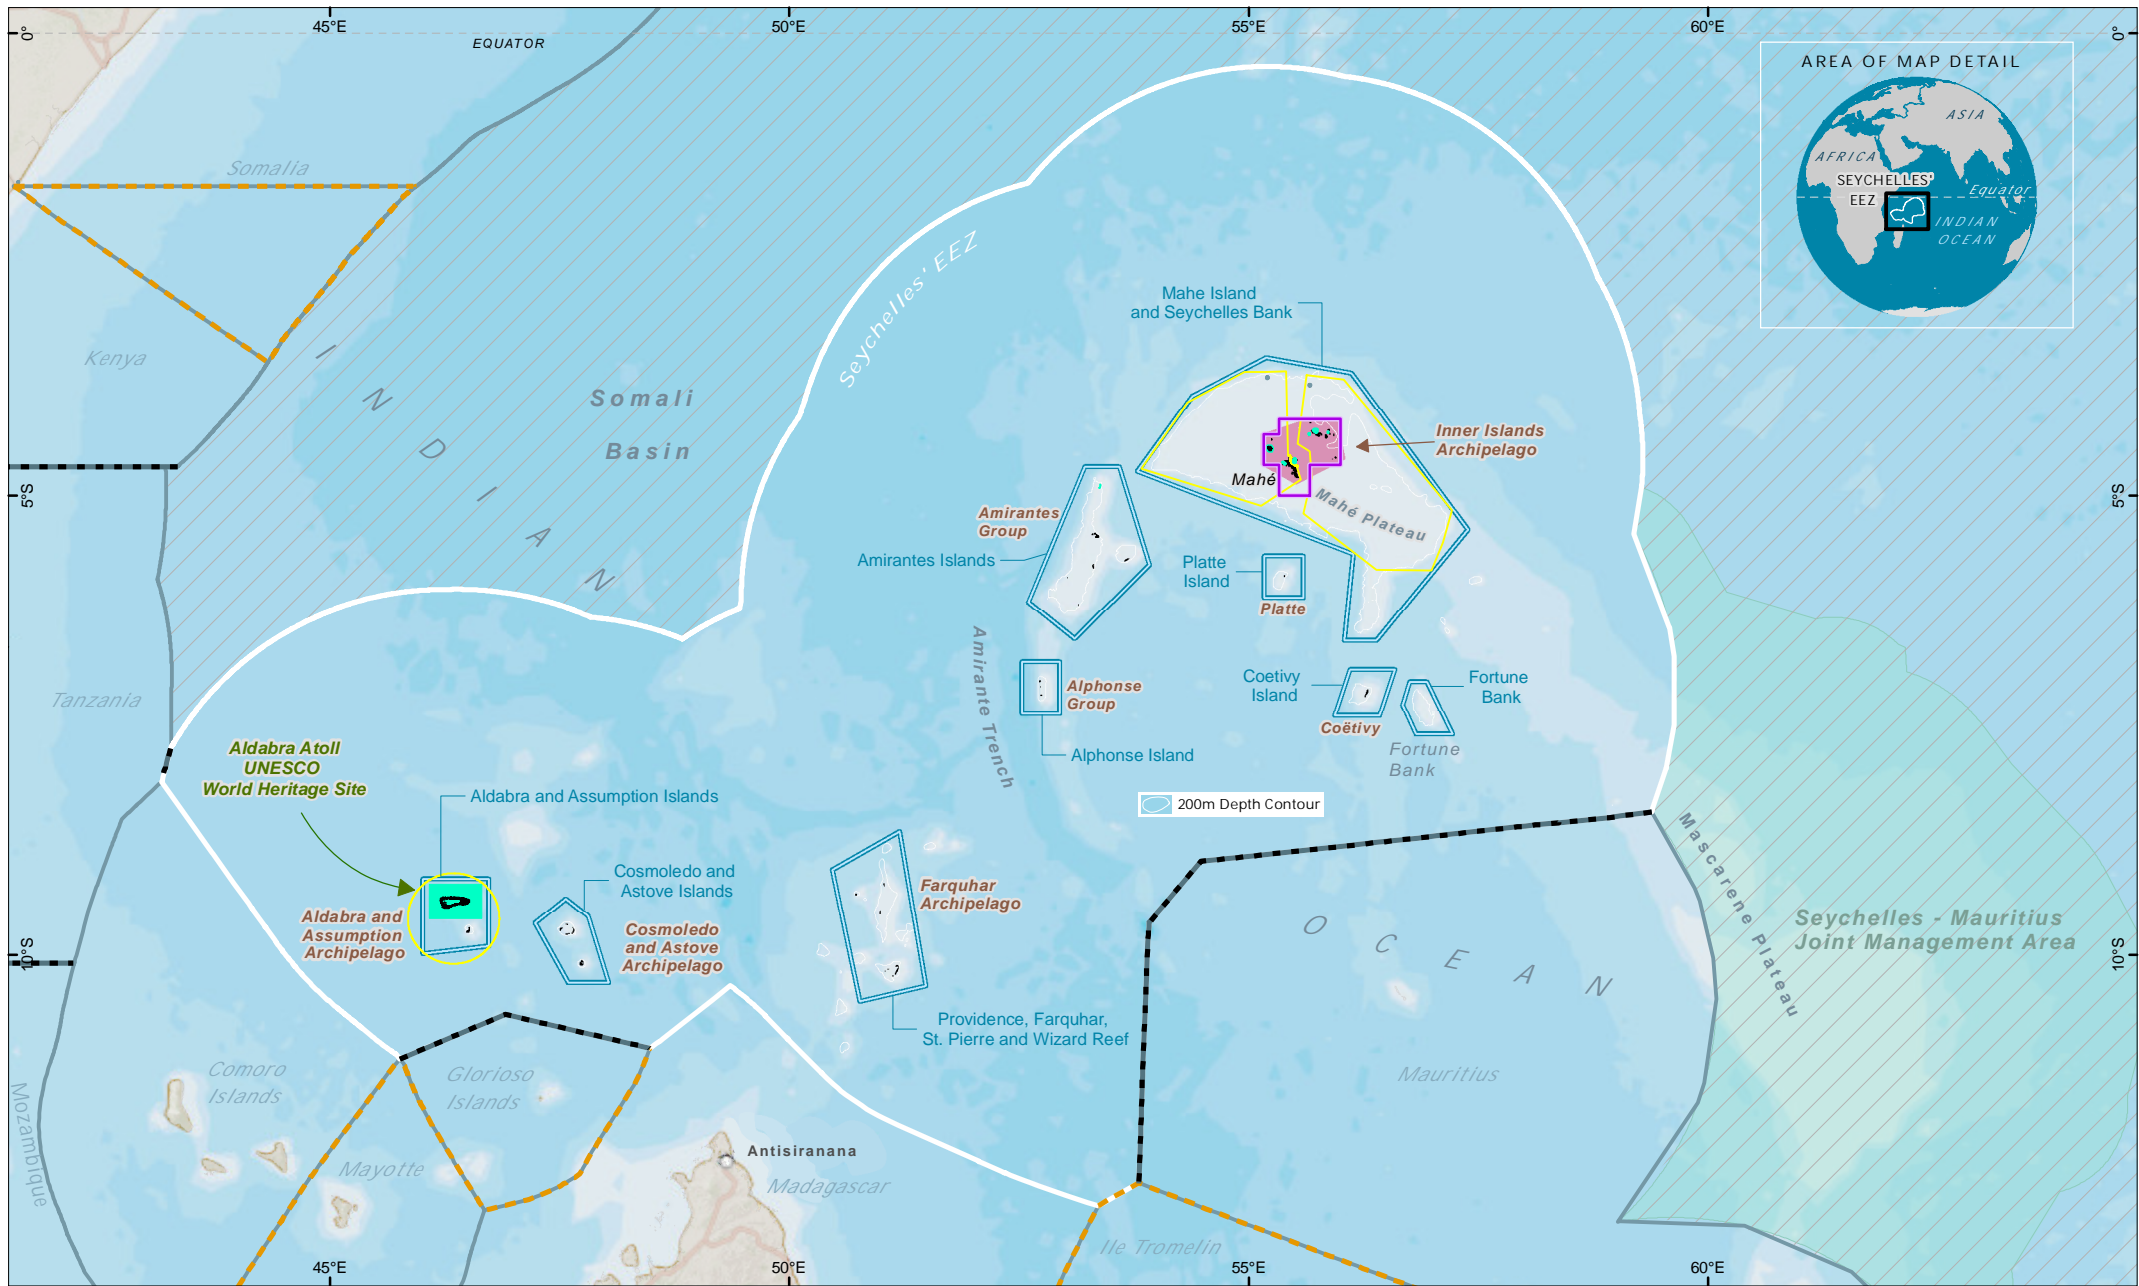 45°E
50°E
55°E
60°E
0°
0°
EQUATOR
AREA OF MAP DETAIL
ASIA
AFRICA
SEYCHELLES'
EEZ
Equator
INDIAN
OCEAN
Somalia
Seychelles' EEZ
Mahe Island
and Seychelles Bank
Kenya
INDIAN
Somali
Basin
Inner Islands
Archipelago
Mahé
Mahé Plateau
5°S
5°S
Amirantes
Group
Amirantes Islands
Platte
Island
Platte
Amirante Trench
Alphonse
Group
Alphonse Island
Coetivy
Island
Coëtivy
Fortune
Bank
Fortune
Bank
Tanzania
Aldabra Atoll
UNESCO
World Heritage Site
Aldabra and Assumption Islands
200m Depth Contour
Mascarene Plateau
Cosmoledo and
Astove Islands
Farquhar
Archipelago
Aldabra and
Assumption
Archipelago
Cosmoledo
and Astove
Archipelago
OCEAN
Seychelles - Mauritius
Joint Management Area
10°S
10°S
Providence, Farquhar,
St. Pierre and Wizard Reef
Comoro
Islands
Glorioso
Islands
Mauritius
Mozambique
Mayotte
Antisiranana
Madagascar
Ile Tromelin
45°E
50°E
55°E
60°E